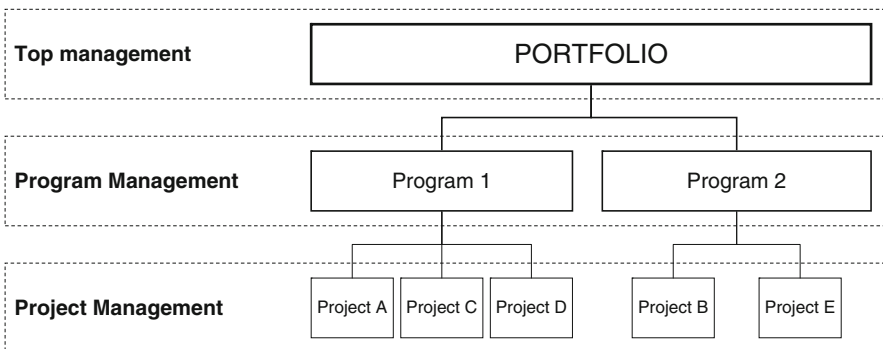 Top management
PORTFOLIO
Program Management
Program 1
Program 2
Project Management
Project A
Project C
Project D
Project B
Project E